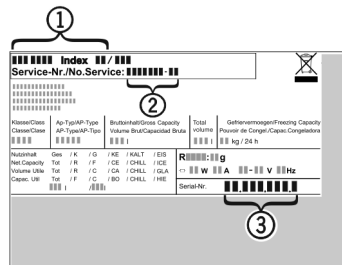 1
Index /
Service-Nr./No.Service: -
2
Klasse/Class Ap-Typ/AP-Type Bruttoinhalt/Gross Capacity Total Gefriervermoegen/Freezing Capacity
Classe/Clase AP-Type/AP-Tipo Volume Brut/Capacidad Bruta volume Pouvoir de Congel./Capac.Congeladora
l l kg / 24 h
Nutzinhalt Ges / K / G / KE / KALT / EIS
Net.Capacity Tot / R / F / CE / CHILL / ICE
Volume Utile Tot / R / C / CA / CHILL / GLA
Capac. Util Tot / F / C / BO / CHILL / HIE
l / l
R : g
W A - V Hz
Serial-Nr. . . .
3